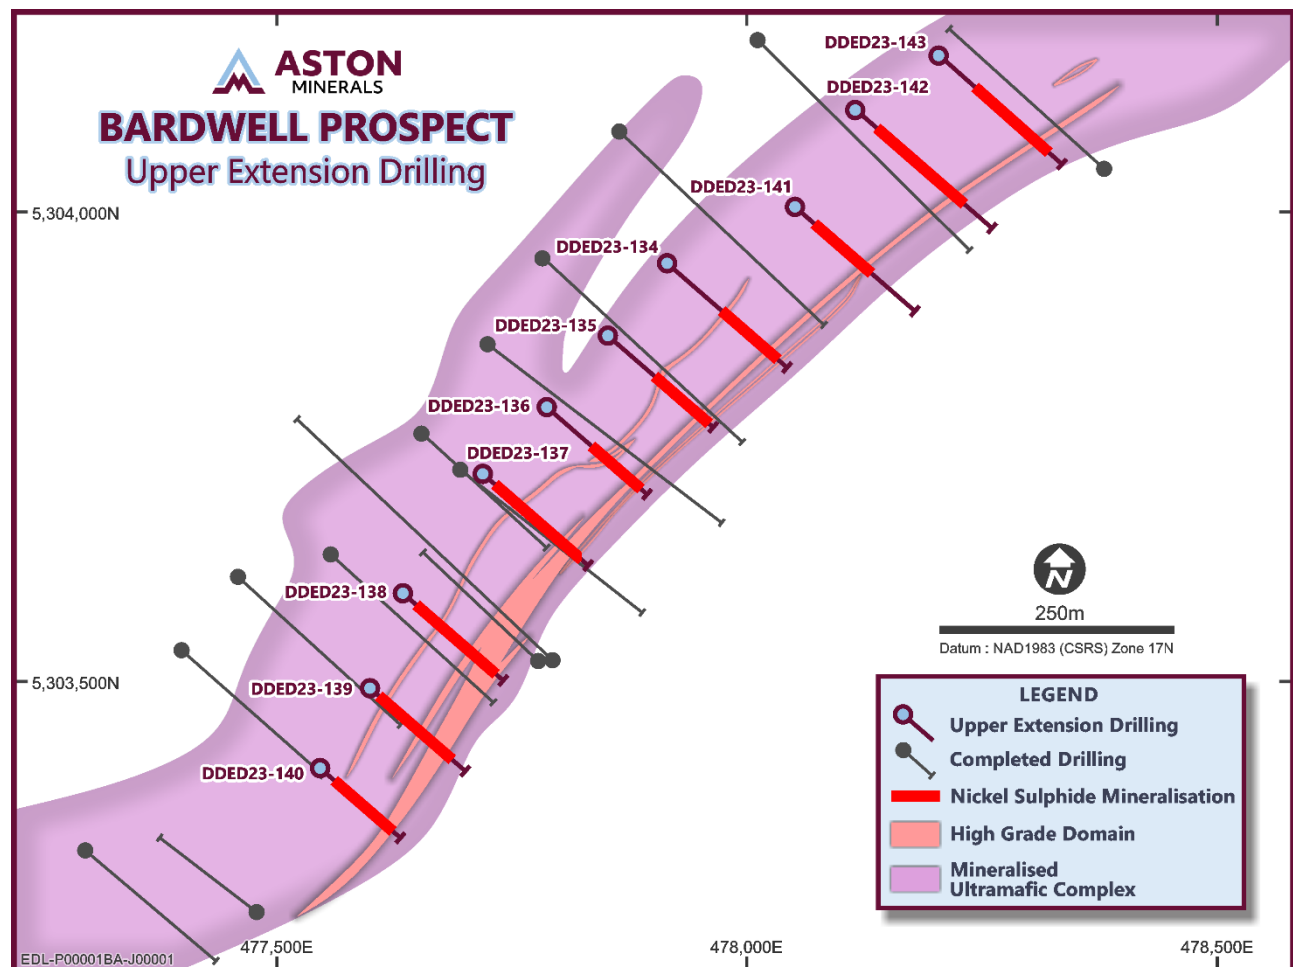 ASTON
MINERALS
BARDWELL PROSPECT
Upper Extension Drilling
DDED23-143
DDED23-142
DDED23-141
5,304,000N
DDED23-134
DDED23-135
DDED23-136
DDED23-137
DDED23-138
DDED23-139
5,303,500N
DDED23-140
N
250m
Datum : NAD1983 (CSRS) Zone 17N
LEGEND
Upper Extension Drilling
Completed Drilling
Nickel Sulphide Mineralisation
High Grade Domain
Mineralised
Ultramafic Complex
477,500E
478,000E
478,500E
EDL-P00001BA-J00001